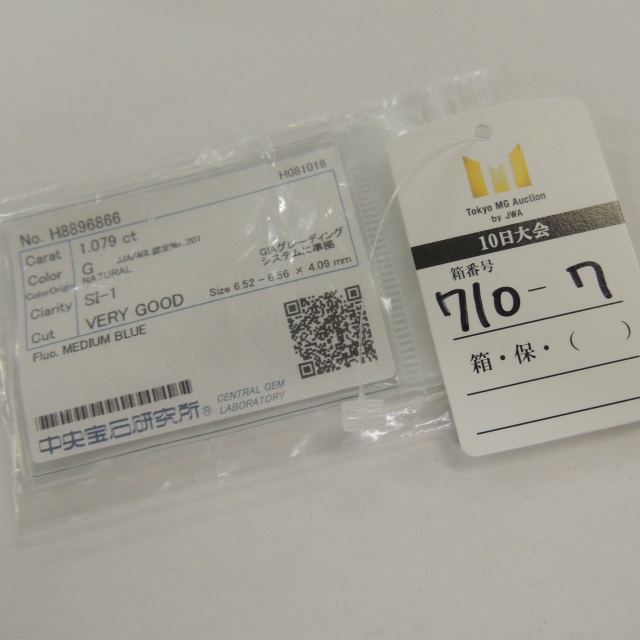 No. H8896866
H081018
Carat 1.079 ct
Color G JJA/AGL認定No.201
Color Origin NATURAL
GIAグレーディング
システムに準拠
Clarity SI-1
Size 6.52 - 6.56 × 4.09 mm
Cut VERY GOOD
Fluo. MEDIUM BLUE
中央宝石研究所® CENTRAL GEM
LABORATORY
Tokyo MG Auction
by JWA
10日大会
箱番号
710-7
箱・保・( )